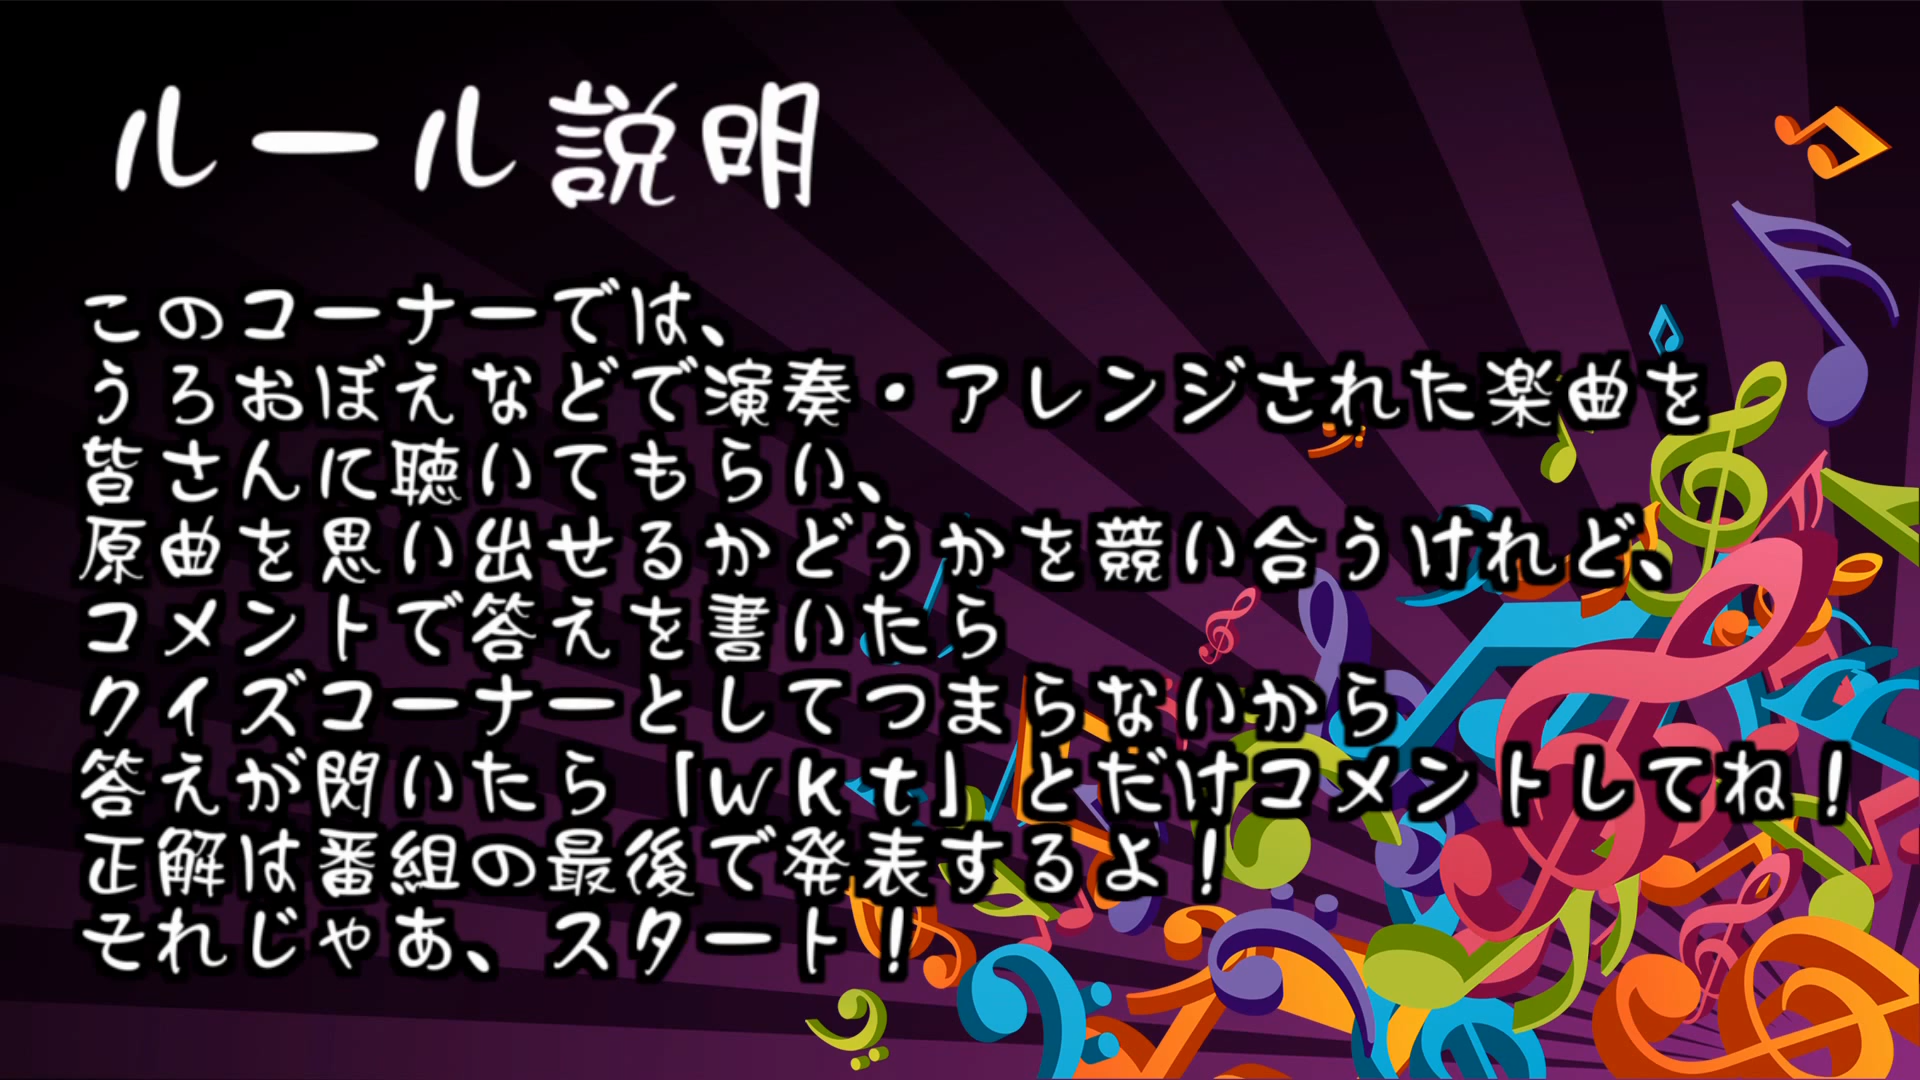 ルール説明
このコーナーでは、
うろおぼえなどで演奏・アレンジされた楽曲を
皆さんに聴いてもらい、
原曲を思い出せるかどうかを競い合うけれど、
コメントで答えを書いたら
クイズコーナーとしてつまらないから
答えが閃いたら「ｗｋｔ」とだけコメントしてね！
正解は番組の最後で発表するよ！
それじゃあ、スタート！